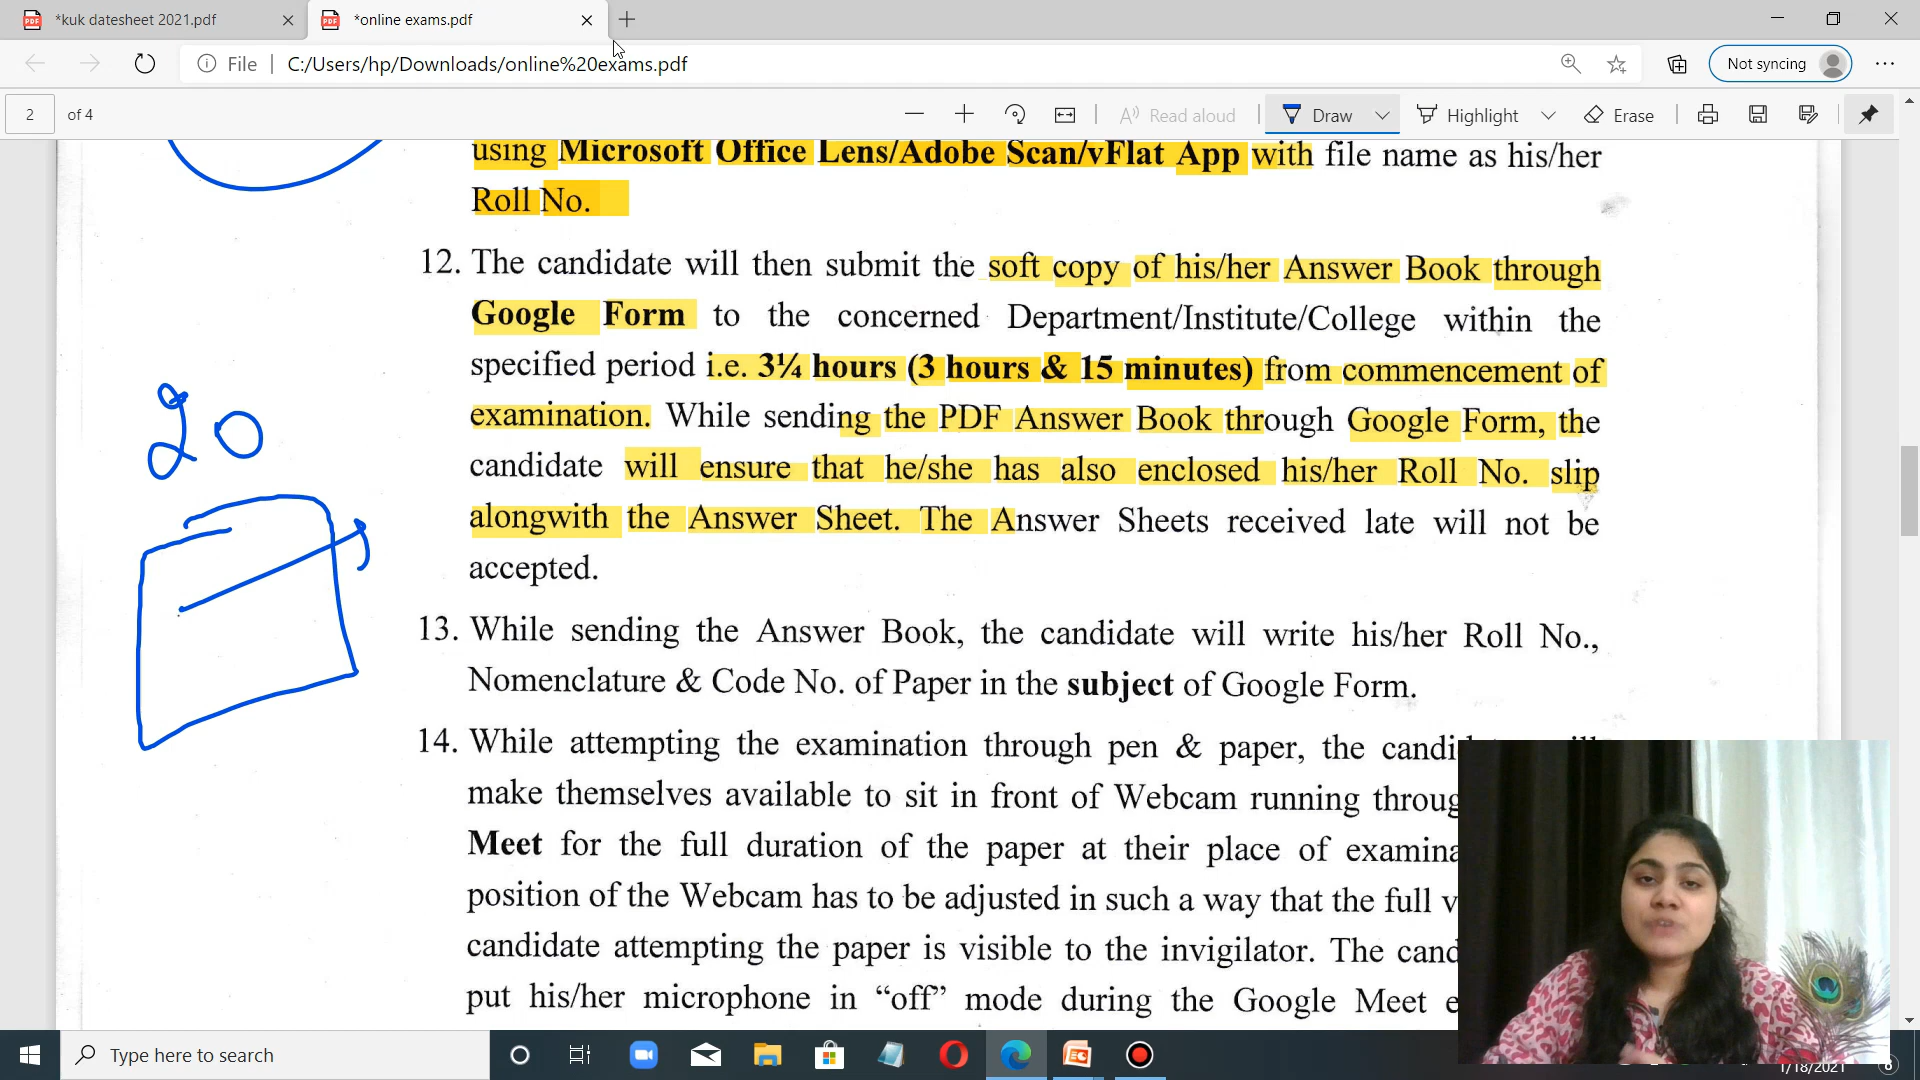 *kuk datesheet 2021.pdf
*online exams.pdf
File
C:/Users/hp/Downloads/online%20exams.pdf
Not syncing
2 of 4
Read aloud
Draw
Highlight
Erase
using Microsoft Office Lens/Adobe Scan/vFlat App with file name as his/her
Roll No.
12. The candidate will then submit the soft copy of his/her Answer Book through
Google Form to the concerned Department/Institute/College within the
specified period i.e. 3¼ hours (3 hours & 15 minutes) from commencement of
examination. While sending the PDF Answer Book through Google Form, the
candidate will ensure that he/she has also enclosed his/her Roll No. slip
alongwith the Answer Sheet. The Answer Sheets received late will not be
accepted.
20
13. While sending the Answer Book, the candidate will write his/her Roll No.,
Nomenclature & Code No. of Paper in the subject of Google Form.
14. While attempting the examination through pen & paper, the
make themselves available to sit in front of Webcam running
Meet for the full duration of the paper at their place of
position of the Webcam has to be adjusted in such a way that the full
candidate attempting the paper is visible to the invigilator. The
put his/her microphone in “off” mode during the Google Meet
Type here to search
1/18/2021